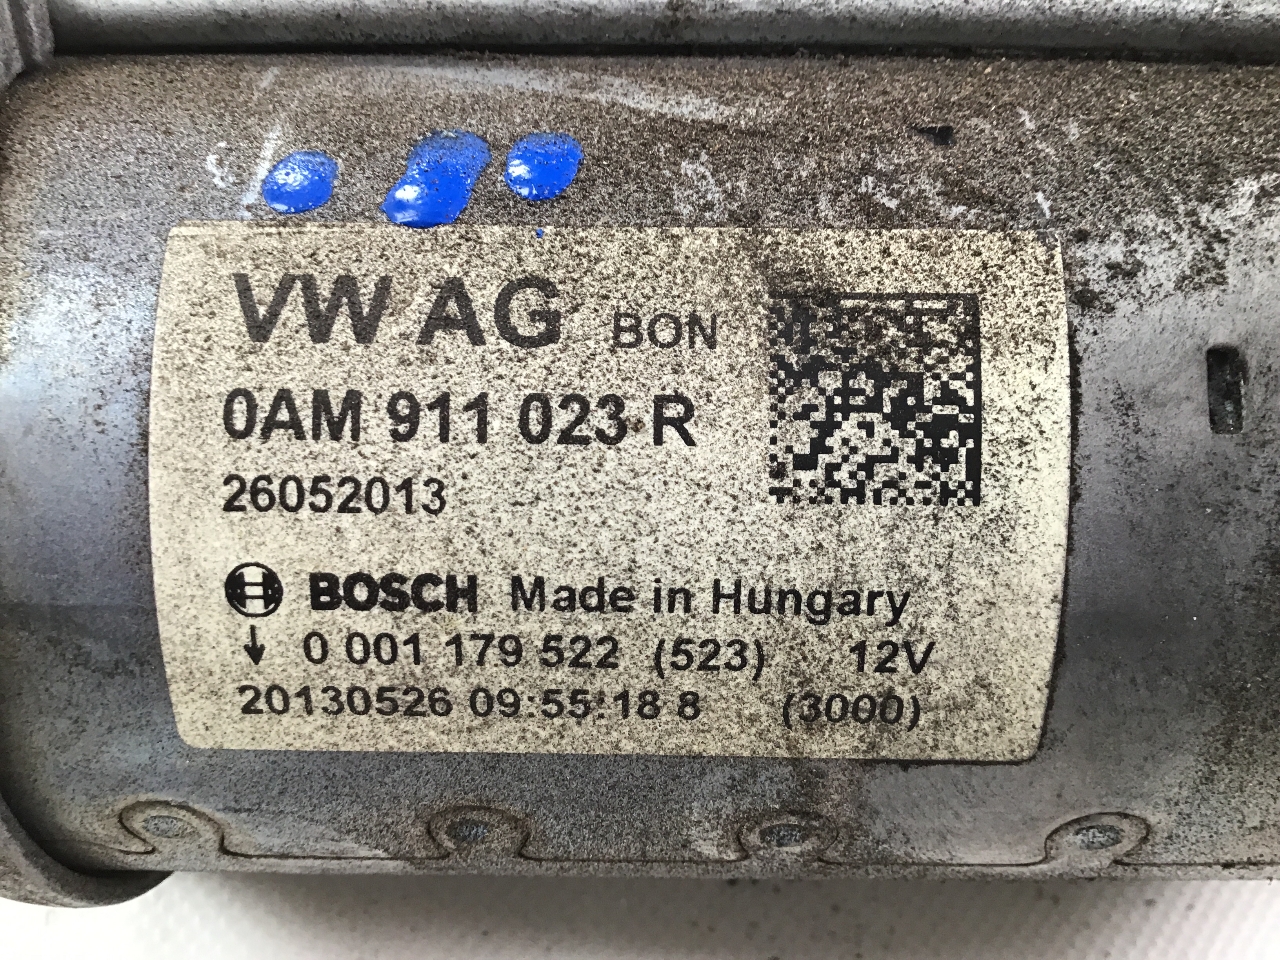 VW AG BON
0AM 911 023 R
26052013
BOSCH Made in Hungary
↓ 0 001 179 522 (523) 12V
20130526 09:55:18 8 (3000)